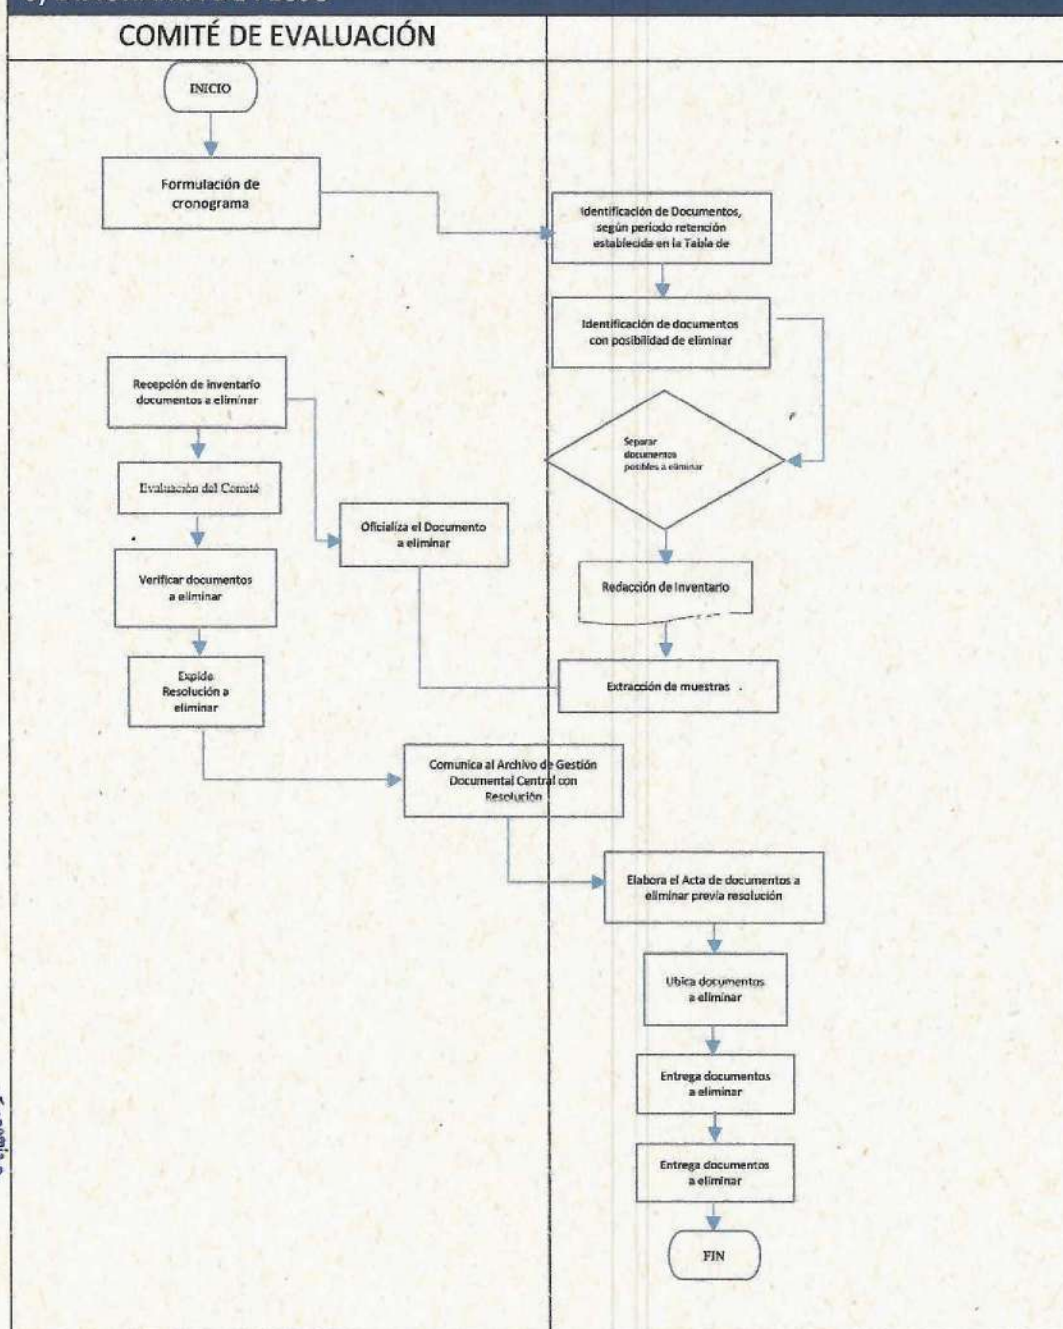 COMITÉ DE EVALUACIÓN
INICIO
Formulación de
cronograma
Identificación de Documentos,
según periodo retención
establecida en la Tabla de
Identificación de documentos
con posibilidad de eliminar
Recepción de inventario
documentos a eliminar
Separar
documentos
posibles a eliminar
Evaluación del Comité
Oficializa el Documento
a eliminar
Verificar documentos
a eliminar
Redacción de Inventario
Expide
Resolución a
eliminar
Extracción de muestras
Comunica al Archivo de Gestión
Documental Central con
Resolución
Elabora el Acta de documentos a
eliminar previa resolución
Ubica documentos
a eliminar
Entrega documentos
a eliminar
Entrega documentos
a eliminar
FIN